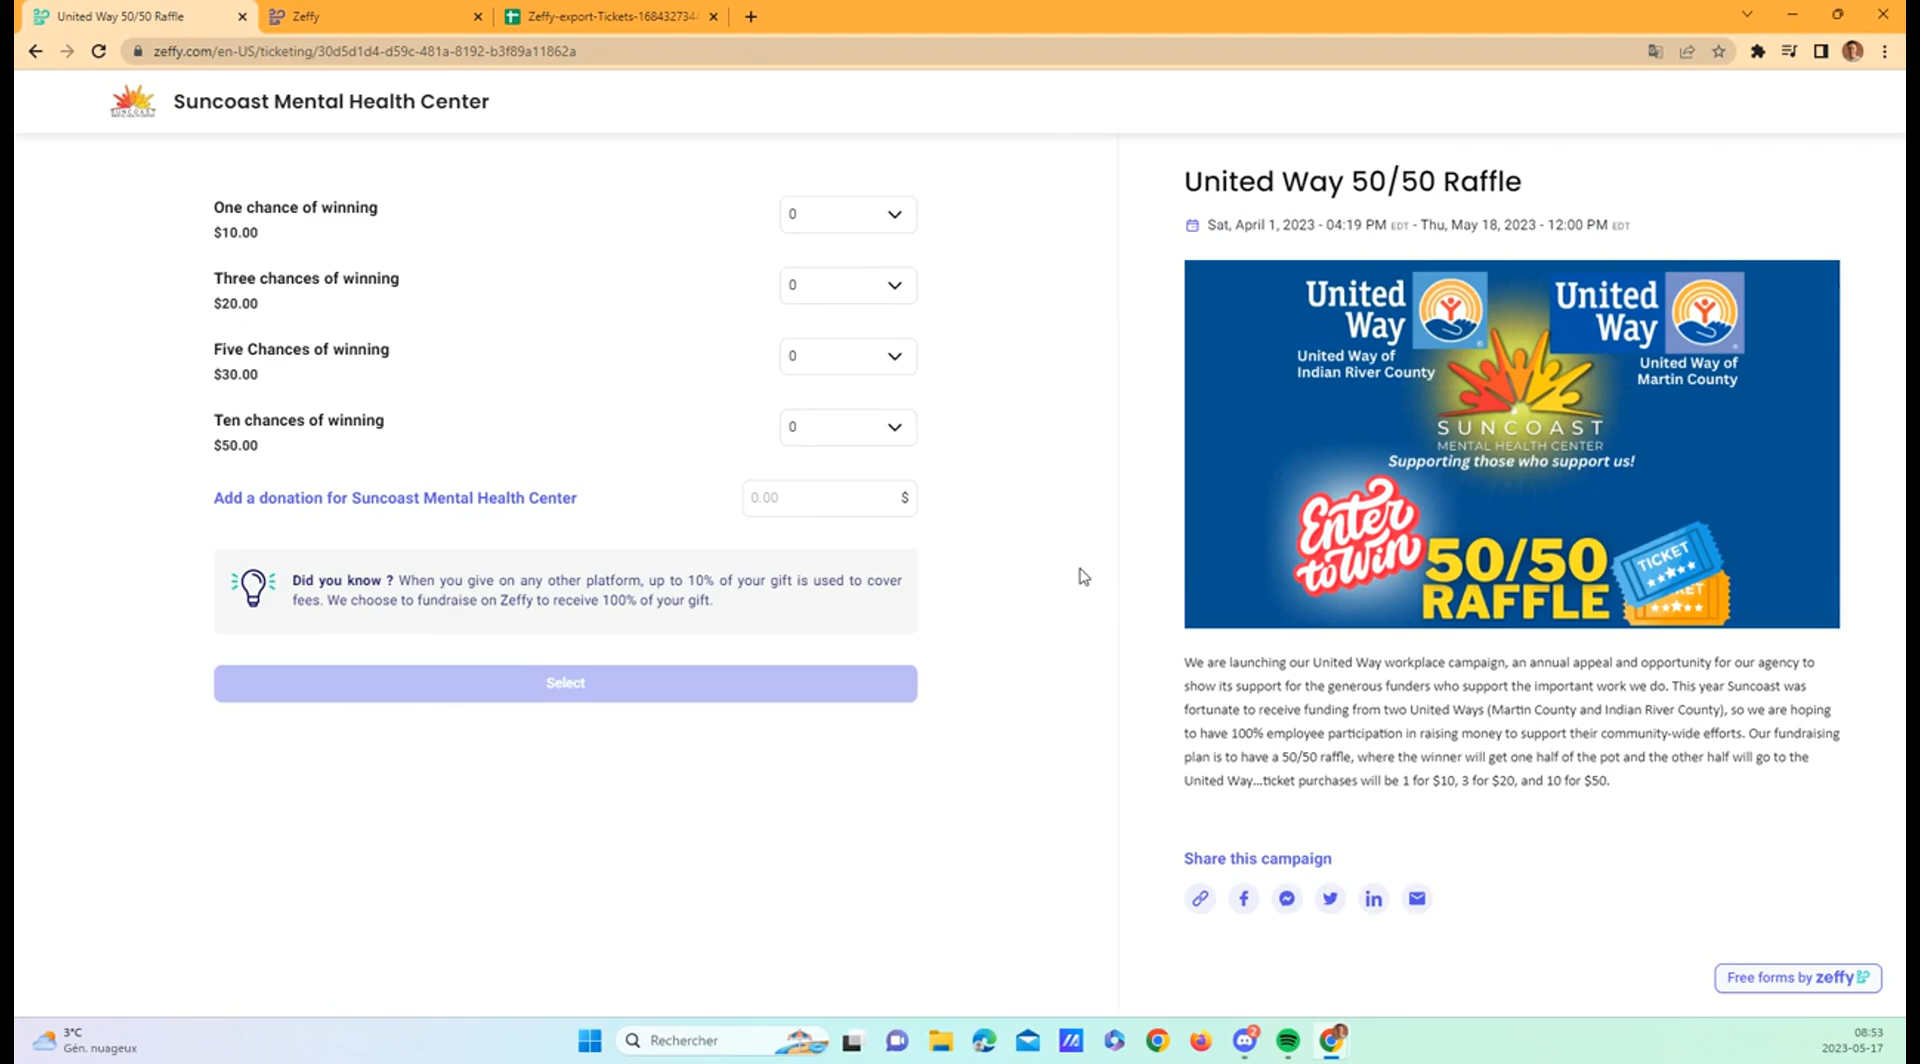 United Way 50/50 Raffle
Zeffy
Zeffy-export-Tickets-1684327344
zeffy.com/en-US/ticketing/30d5d1d4-d59c-481a-8192-b3f89a11862a
Suncoast Mental Health Center
One chance of winning
0
$10.00
Three chances of winning
0
$20.00
Five Chances of winning
0
$30.00
Ten chances of winning
0
$50.00
Add a donation for Suncoast Mental Health Center
0.00 $
Did you know ? When you give on any other platform, up to 10% of your gift is used to cover
fees. We choose to fundraise on Zeffy to receive 100% of your gift.
Select
United Way 50/50 Raffle
Sat, April 1, 2023 - 04:19 PM EDT - Thu, May 18, 2023 - 12:00 PM EDT
United
Way
United Way of
Indian River County
United
Way
United Way of
Martin County
SUNCOAST
MENTAL HEALTH CENTER
Supporting those who support us!
Enter
to Win
50/50
RAFFLE
TICKET
We are launching our United Way workplace campaign, an annual appeal and opportunity for our agency to
show its support for the generous funders who support the important work we do. This year Suncoast was
fortunate to receive funding from two United Ways (Martin County and Indian River County), so we are hoping
to have 100% employee participation in raising money to support their community-wide efforts. Our fundraising
plan is to have a 50/50 raffle, where the winner will get one half of the pot and the other half will go to the
United Way...ticket purchases will be 1 for $10, 3 for $20, and 10 for $50.
Share this campaign
Free forms by zeffy
3°C
Gén. nuageux
Rechercher
2
08:53
2023-05-17